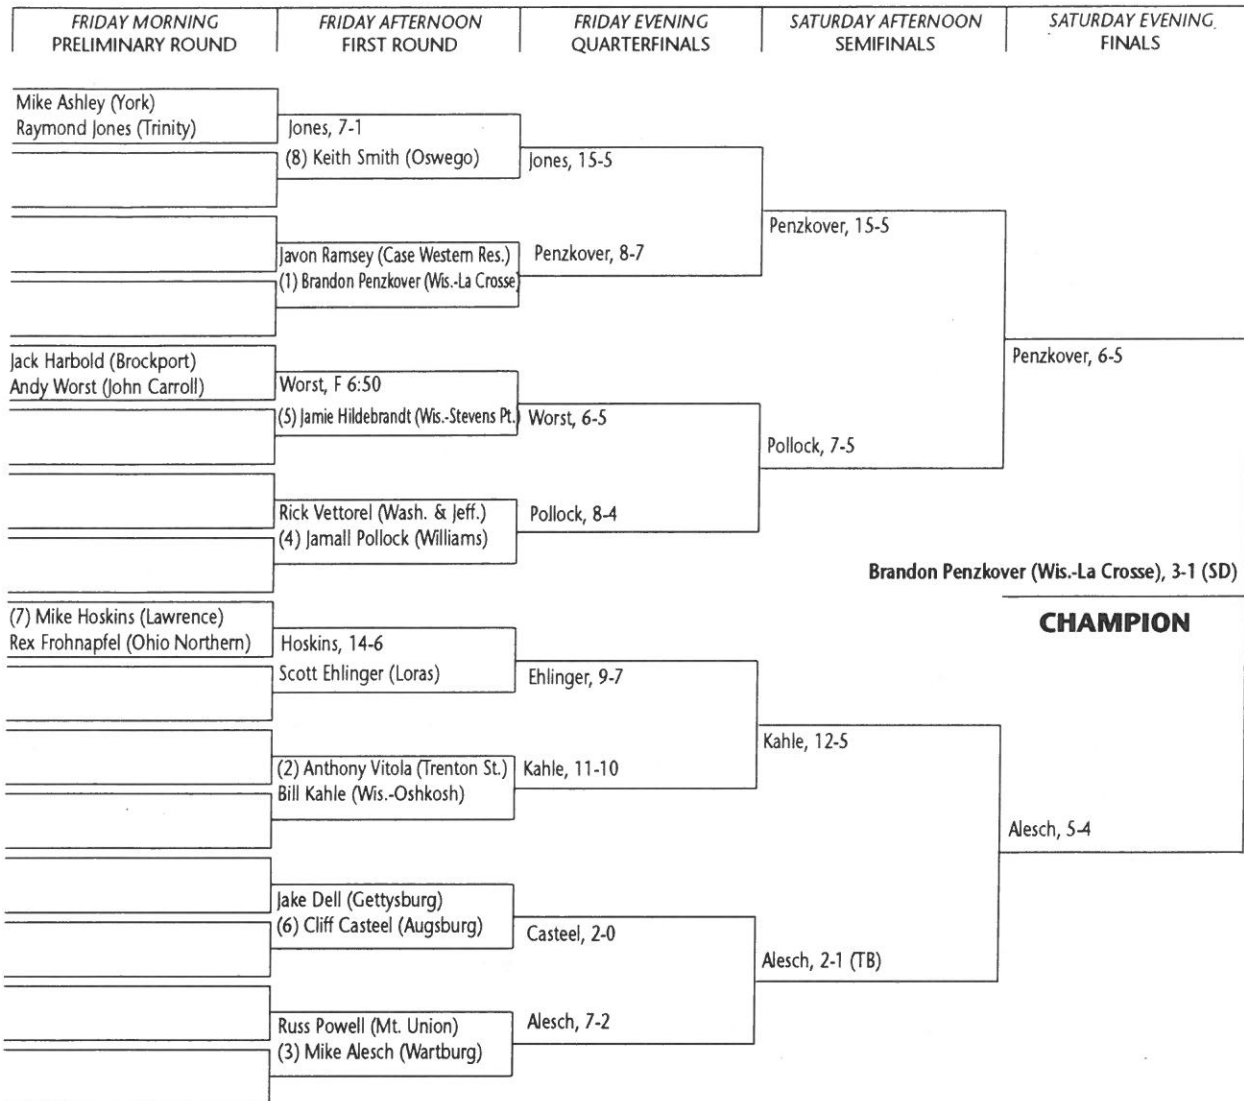 FRIDAY MORNING
PRELIMINARY ROUND
FRIDAY AFTERNOON
FIRST ROUND
FRIDAY EVENING
QUARTERFINALS
SATURDAY AFTERNOON
SEMIFINALS
SATURDAY EVENING
FINALS
Mike Ashley (York)
Raymond Jones (Trinity)
Jack Harbold (Brockport)
Andy Worst (John Carroll)
(7) Mike Hoskins (Lawrence)
Rex Frohnapfel (Ohio Northern)
Jones, 7-1
(8) Keith Smith (Oswego)
Javon Ramsey (Case Western Res.)
(1) Brandon Penzkover (Wis.-La Crosse)
Worst, F 6:50
(5) Jamie Hildebrandt (Wis.-Stevens Pt.)
Rick Vettorel (Wash. & Jeff.)
(4) Jamall Pollock (Williams)
Hoskins, 14-6
Scott Ehlinger (Loras)
(2) Anthony Vitola (Trenton St.)
Bill Kahle (Wis.-Oshkosh)
Jake Dell (Gettysburg)
(6) Cliff Casteel (Augsburg)
Russ Powell (Mt. Union)
(3) Mike Alesch (Wartburg)
Jones, 15-5
Penzkover, 8-7
Worst, 6-5
Pollock, 8-4
Ehlinger, 9-7
Kahle, 11-10
Casteel, 2-0
Alesch, 7-2
Penzkover, 15-5
Pollock, 7-5
Kahle, 12-5
Alesch, 2-1 (TB)
Penzkover, 6-5
Alesch, 5-4
Brandon Penzkover (Wis.-La Crosse), 3-1 (SD)
CHAMPION